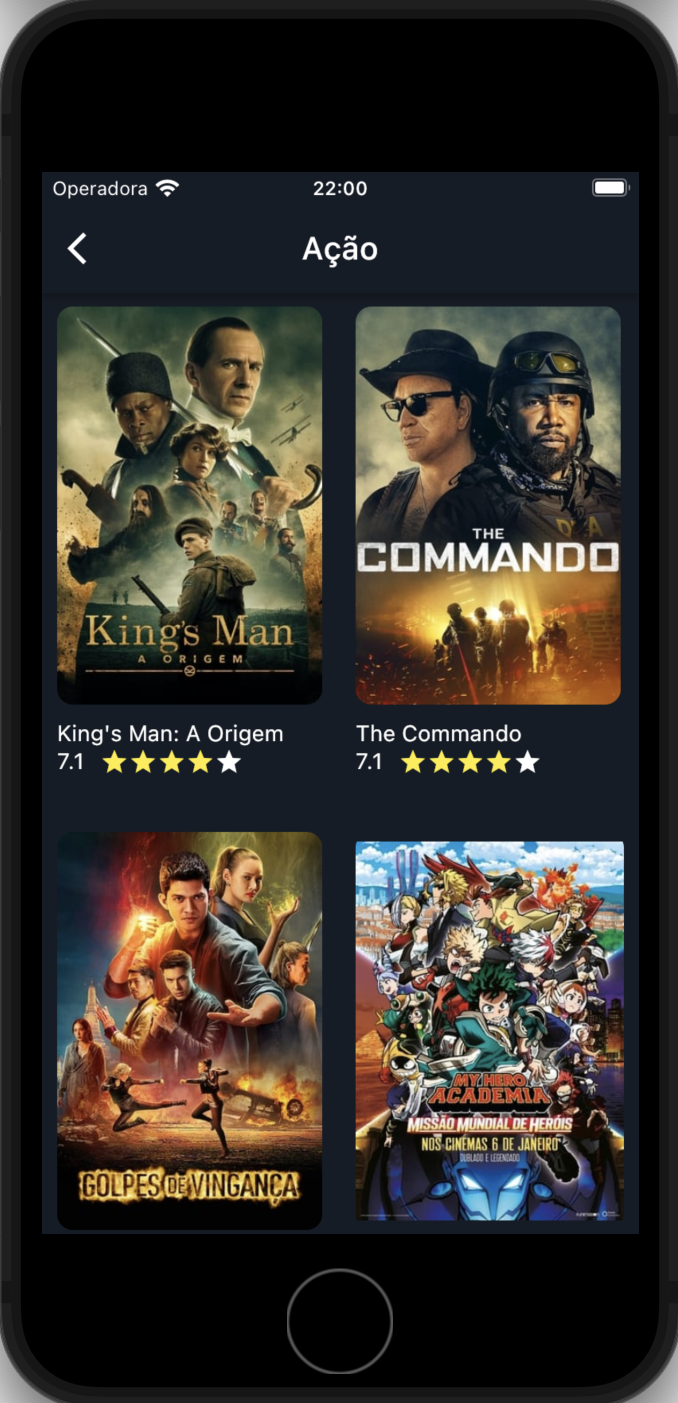 Operadora
22:00
Ação
King's Man
A ORIGEM
THE
COMMANDO
King's Man: A Origem
7.1
The Commando
7.1
GOLPES DE VINGANÇA
MY HERO
ACADEMIA
MISSÃO MUNDIAL DE HERÓIS
NOS CINEMAS 6 DE JANEIRO
DUBLADO E LEGENDADO